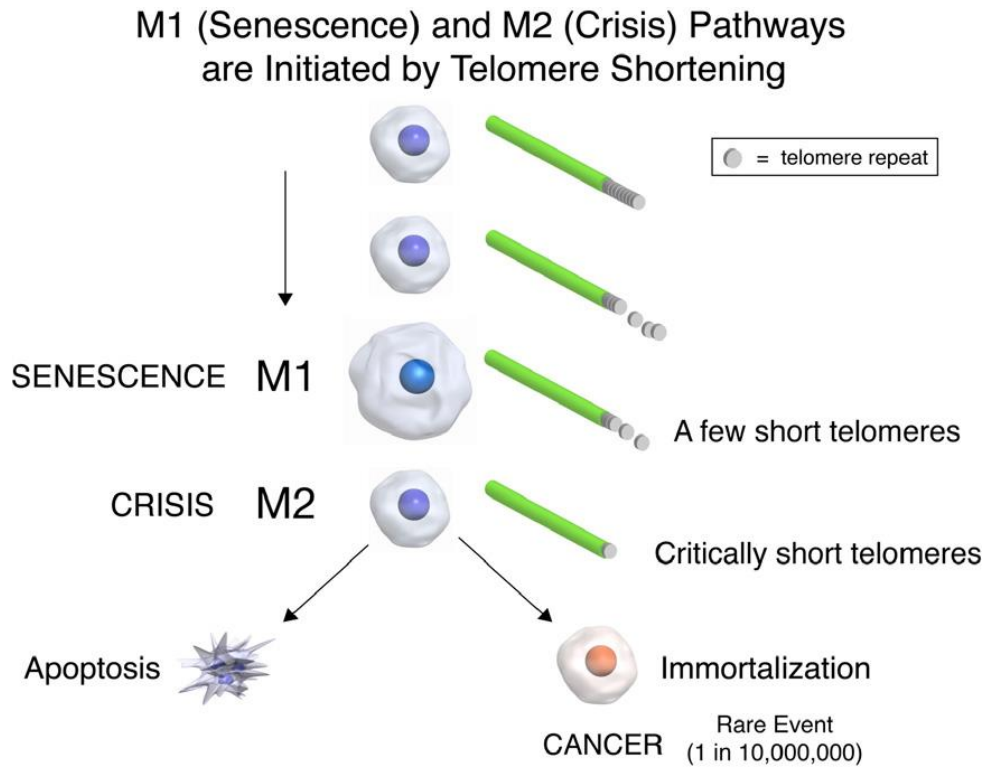 M1 (Senescence) and M2 (Crisis) Pathways
are Initiated by Telomere Shortening
= telomere repeat
SENESCENCE M1
A few short telomeres
CRISIS M2
Critically short telomeres
Apoptosis
Immortalization
CANCER
Rare Event
(1 in 10,000,000)